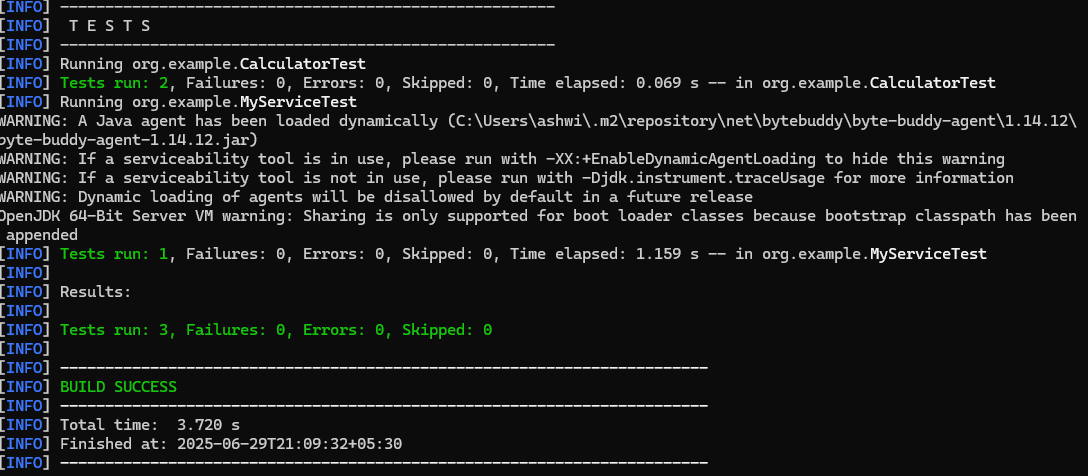 [INFO] -------------------------------------------------------
[INFO]  T E S T S
[INFO] -------------------------------------------------------
[INFO] Running org.example.CalculatorTest
[INFO] Tests run: 2, Failures: 0, Errors: 0, Skipped: 0, Time elapsed: 0.069 s -- in org.example.CalculatorTest
[INFO] Running org.example.MyServiceTest
WARNING: A Java agent has been loaded dynamically (C:\Users\ashwi\.m2\repository\net\bytebuddy\byte-buddy-agent\1.14.12\
byte-buddy-agent-1.14.12.jar)
WARNING: If a serviceability tool is in use, please run with -XX:+EnableDynamicAgentLoading to hide this warning
WARNING: If a serviceability tool is not in use, please run with -Djdk.instrument.traceUsage for more information
WARNING: Dynamic loading of agents will be disallowed by default in a future release
OpenJDK 64-Bit Server VM warning: Sharing is only supported for boot loader classes because bootstrap classpath has been
 appended
[INFO] Tests run: 1, Failures: 0, Errors: 0, Skipped: 0, Time elapsed: 1.159 s -- in org.example.MyServiceTest
[INFO]
[INFO] Results:
[INFO]
[INFO] Tests run: 3, Failures: 0, Errors: 0, Skipped: 0
[INFO]
[INFO] ------------------------------------------------------------------------
[INFO] BUILD SUCCESS
[INFO] ------------------------------------------------------------------------
[INFO] Total time:  3.720 s
[INFO] Finished at: 2025-06-29T21:09:32+05:30
[INFO] ------------------------------------------------------------------------